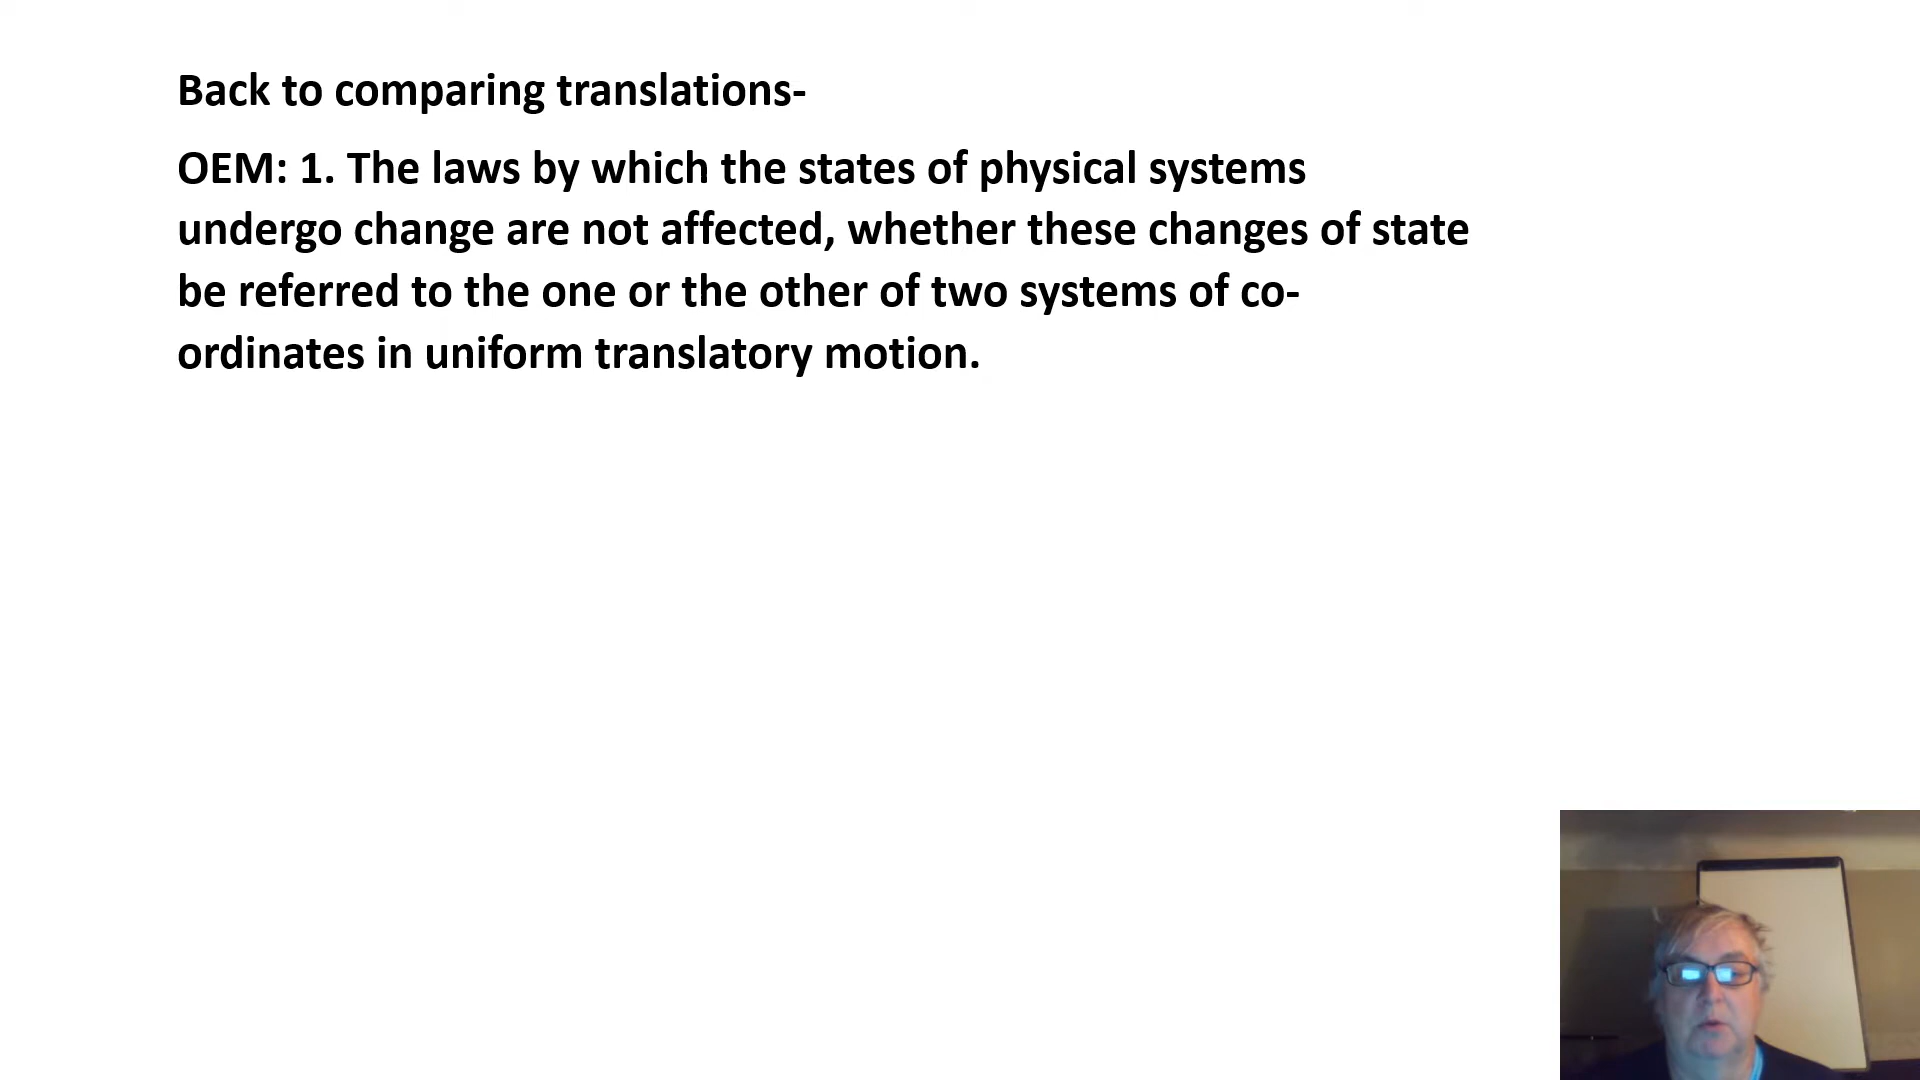 Back to comparing translations-
OEM: 1. The laws by which the states of physical systems
undergo change are not affected, whether these changes of state
be referred to the one or the other of two systems of co-
ordinates in uniform translatory motion.